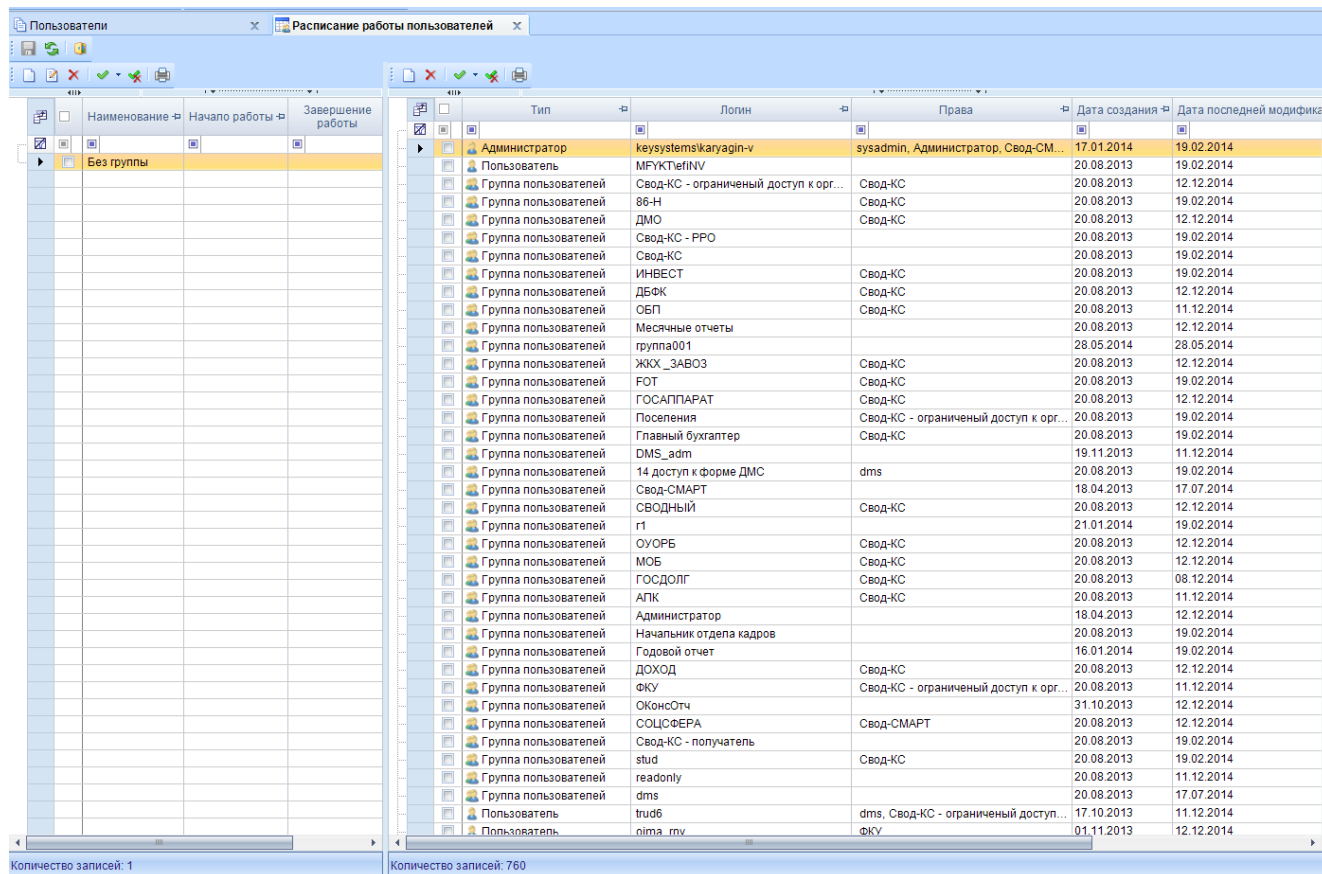 Пользователи
Расписание работы пользователей
Наименование Начало работы Завершение работы
Без группы
Тип Логин Права Дата создания Дата последней модифика
Администратор keysystems\karyagin-v sysadmin, Администратор, Свод-СМ... 17.01.2014 19.02.2014
Пользователь MFYKT\efiNV 20.08.2013 19.02.2014
Группа пользователей Свод-КС - ограниченый доступ к орг... Свод-КС 20.08.2013 12.12.2014
Группа пользователей 86-Н Свод-КС 20.08.2013 19.02.2014
Группа пользователей ДМО Свод-КС 20.08.2013 12.12.2014
Группа пользователей Свод-КС - РРО 20.08.2013 19.02.2014
Группа пользователей Свод-КС 20.08.2013 19.02.2014
Группа пользователей ИНВЕСТ Свод-КС 20.08.2013 19.02.2014
Группа пользователей ДБФК Свод-КС 20.08.2013 12.12.2014
Группа пользователей ОБП Свод-КС 20.08.2013 11.12.2014
Группа пользователей Месячные отчеты 20.08.2013 12.12.2014
Группа пользователей группа001 28.05.2014 28.05.2014
Группа пользователей ЖКХ _ЗАВОЗ Свод-КС 20.08.2013 12.12.2014
Группа пользователей FOT Свод-КС 20.08.2013 19.02.2014
Группа пользователей ГОСАППАРАТ Свод-КС 20.08.2013 12.12.2014
Группа пользователей Поселения Свод-КС - ограниченый доступ к орг... 20.08.2013 19.02.2014
Группа пользователей Главный бухгалтер Свод-КС 20.08.2013 19.02.2014
Группа пользователей DMS_adm 19.11.2013 11.12.2014
Группа пользователей 14 доступ к форме ДМС dms 20.08.2013 19.02.2014
Группа пользователей Свод-СМАРТ 18.04.2013 17.07.2014
Группа пользователей СВОДНЫЙ Свод-КС 20.08.2013 12.12.2014
Группа пользователей r1 21.01.2014 19.02.2014
Группа пользователей ОУОРБ Свод-КС 20.08.2013 12.12.2014
Группа пользователей МОБ Свод-КС 20.08.2013 12.12.2014
Группа пользователей ГОСДОЛГ Свод-КС 20.08.2013 08.12.2014
Группа пользователей АПК Свод-КС 20.08.2013 11.12.2014
Группа пользователей Администратор 18.04.2013 12.12.2014
Группа пользователей Начальник отдела кадров 20.08.2013 19.02.2014
Группа пользователей Годовой отчет 16.01.2014 19.02.2014
Группа пользователей ДОХОД Свод-КС 20.08.2013 12.12.2014
Группа пользователей ФКУ Свод-КС - ограниченый доступ к орг... 20.08.2013 11.12.2014
Группа пользователей ОКонсОтч 31.10.2013 12.12.2014
Группа пользователей СОЦСФЕРА Свод-СМАРТ 20.08.2013 12.12.2014
Группа пользователей Свод-КС - получатель 20.08.2013 19.02.2014
Группа пользователей stud Свод-КС 20.08.2013 19.02.2014
Группа пользователей readonly 20.08.2013 11.12.2014
Группа пользователей dms 20.08.2013 17.07.2014
Пользователь trud6 dms, Свод-КС - ограниченый доступ... 17.10.2013 11.12.2014
Пользователь oima_rnv ФКУ 01.11.2013 12.12.2014
Количество записей: 1
Количество записей: 760